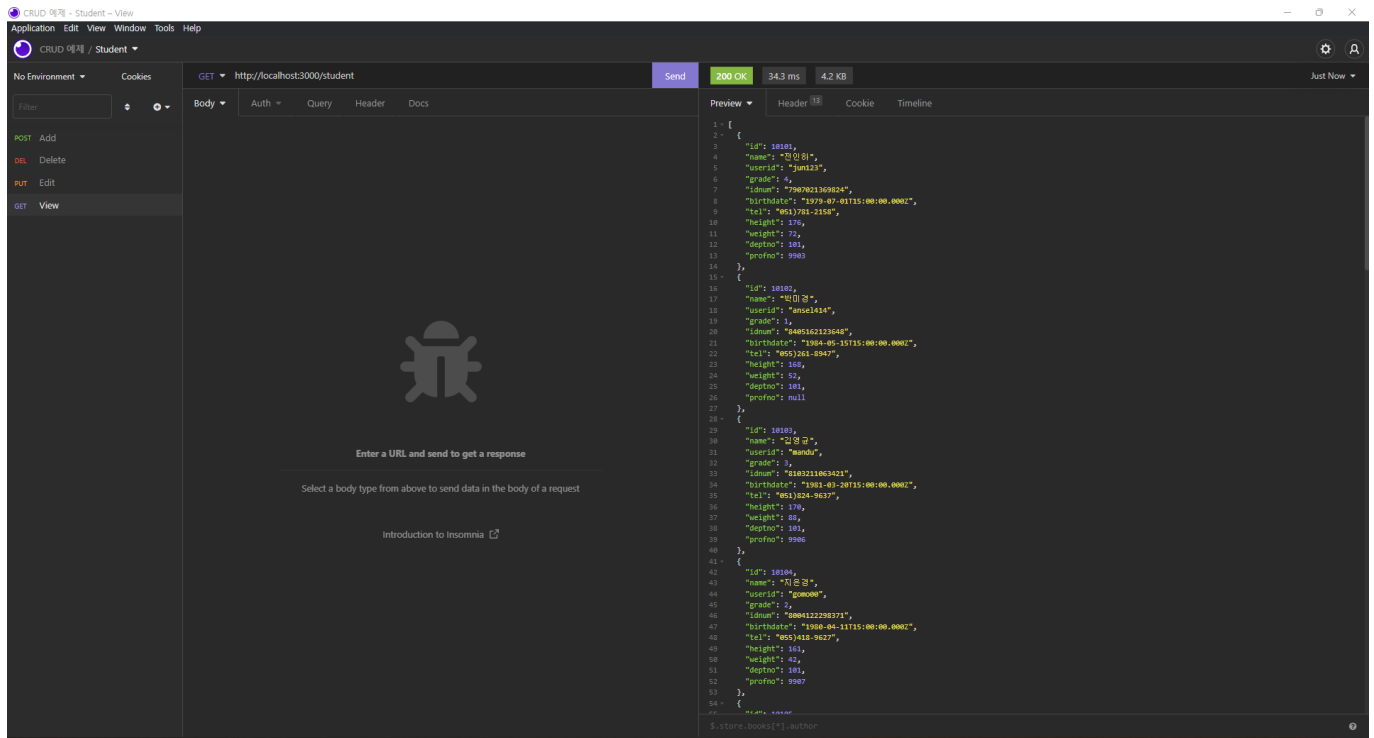 CRUD 예제 - Student – View
Application Edit View Window Tools Help
CRUD 예제 / Student
No Environment Cookies
GET http://localhost:3000/student Send
200 OK 34.3 ms 4.2 KB Just Now
Filter
Body Auth Query Header Docs
Preview Header 13 Cookie Timeline
POST Add
DEL Delete
PUT Edit
GET View
Enter a URL and send to get a response
Select a body type from above to send data in the body of a request
Introduction to Insomnia
1 [
2 {
3 "id": 10101,
4 "name": "전인하",
5 "userid": "jun123",
6 "grade": 4,
7 "idnum": "7907021369824",
8 "birthdate": "1979-07-01T15:00:00.000Z",
9 "tel": "051)781-2158",
10 "height": 176,
11 "weight": 72,
12 "deptno": 101,
13 "profno": 9903
14 },
15 {
16 "id": 10102,
17 "name": "박미경",
18 "userid": "ansel414",
19 "grade": 1,
20 "idnum": "8405162123648",
21 "birthdate": "1984-05-15T15:00:00.000Z",
22 "tel": "055)261-8947",
23 "height": 168,
24 "weight": 52,
25 "deptno": 101,
26 "profno": null
27 },
28 {
29 "id": 10103,
30 "name": "김영균",
31 "userid": "mandu",
32 "grade": 3,
33 "idnum": "8103211063421",
34 "birthdate": "1981-03-20T15:00:00.000Z",
35 "tel": "051)824-9637",
36 "height": 170,
37 "weight": 88,
38 "deptno": 101,
39 "profno": 9906
40 },
41 {
42 "id": 10104,
43 "name": "지은경",
44 "userid": "gomo00",
45 "grade": 2,
46 "idnum": "8004122298371",
47 "birthdate": "1980-04-11T15:00:00.000Z",
48 "tel": "055)418-9627",
49 "height": 161,
50 "weight": 42,
51 "deptno": 101,
52 "profno": 9907
53 },
54 {
$.store.books[*].author